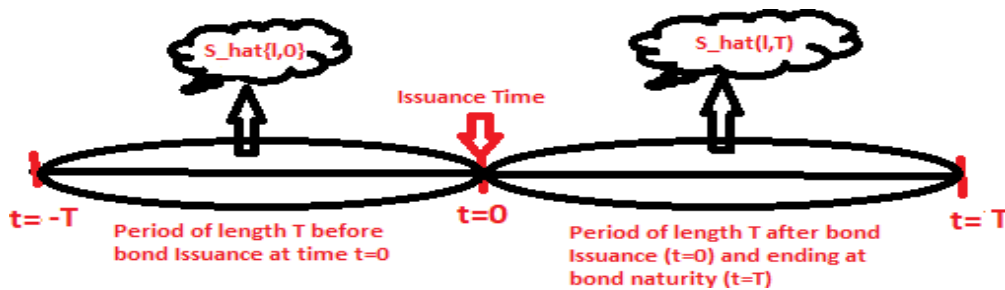 S_hat{l,0}
S_hat(l,T)
Issuance Time
t= -T
t=0
t= T
Period of length T before
bond Issuance at time t=0
Period of length T after bond
Issuance (t=0) and ending at
bond naturity (t=T)